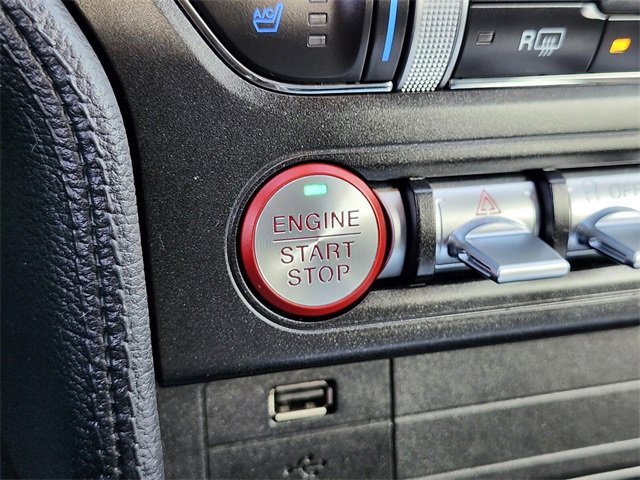 A/C
R
ENGINE
START
STOP